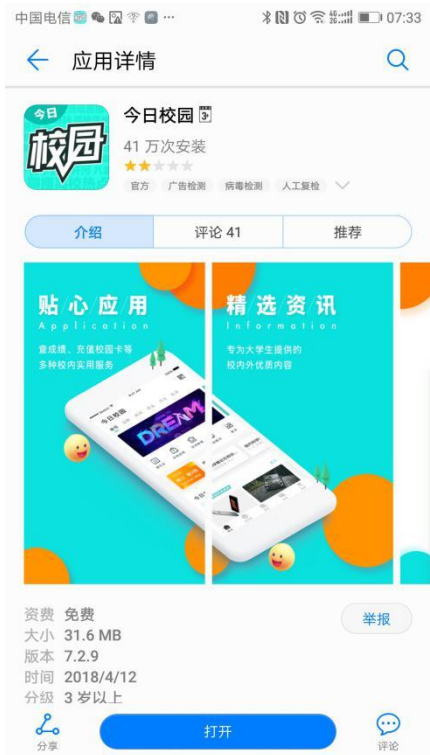 中国电信 07:33
应用详情
今日
校园
今日校园 3+
41 万次安装
官方 广告检测 病毒检测 人工复检
介绍 评论 41 推荐
贴/心/应/用
Application
查成绩、充值校园卡等
多种校内实用服务
精/选/资/讯
Information
专为大学生提供的
校内外优质内容
今日校园
DREAM
资费 免费
举报
大小 31.6 MB
版本 7.2.9
时间 2018/4/12
分级 3 岁以上
分享
打开
评论